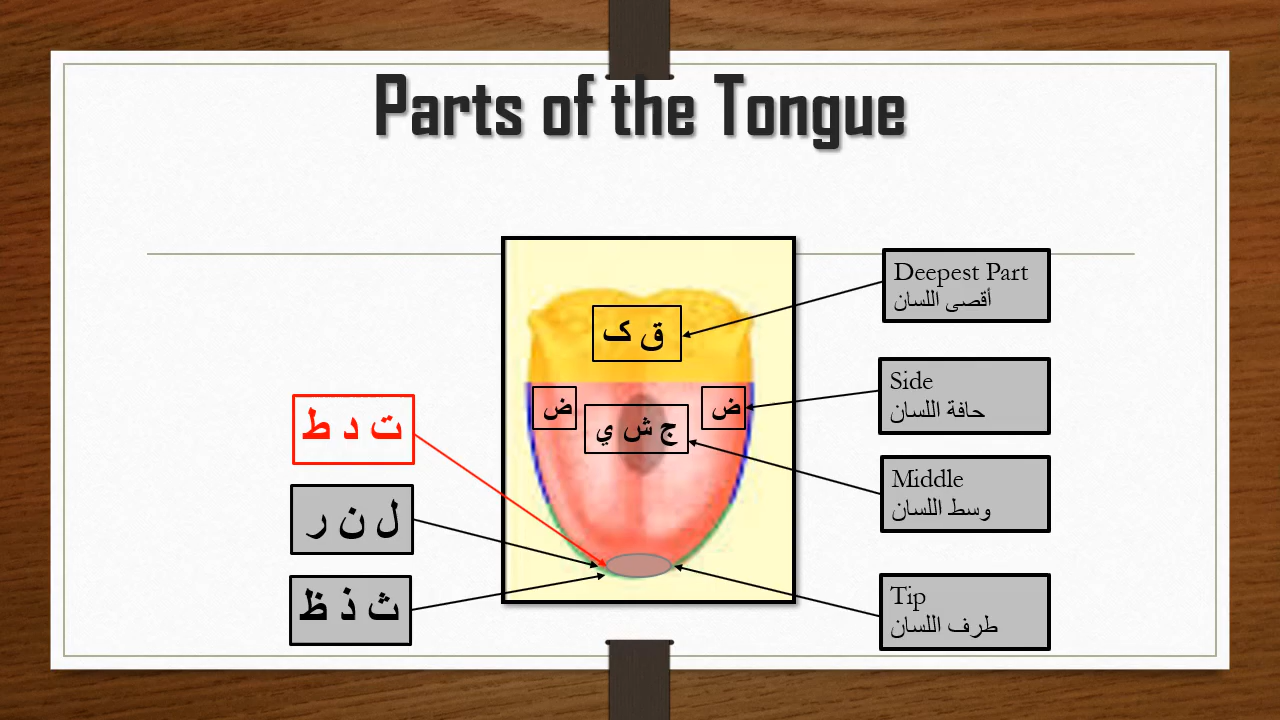 Parts of the Tongue
Deepest Part
أقصى اللسان
ق ک
Side
حافة اللسان
ض
ض
ج ش ي
ت د ط
Middle
وسط اللسان
ل ن ر
ث ذ ظ
Tip
طرف اللسان